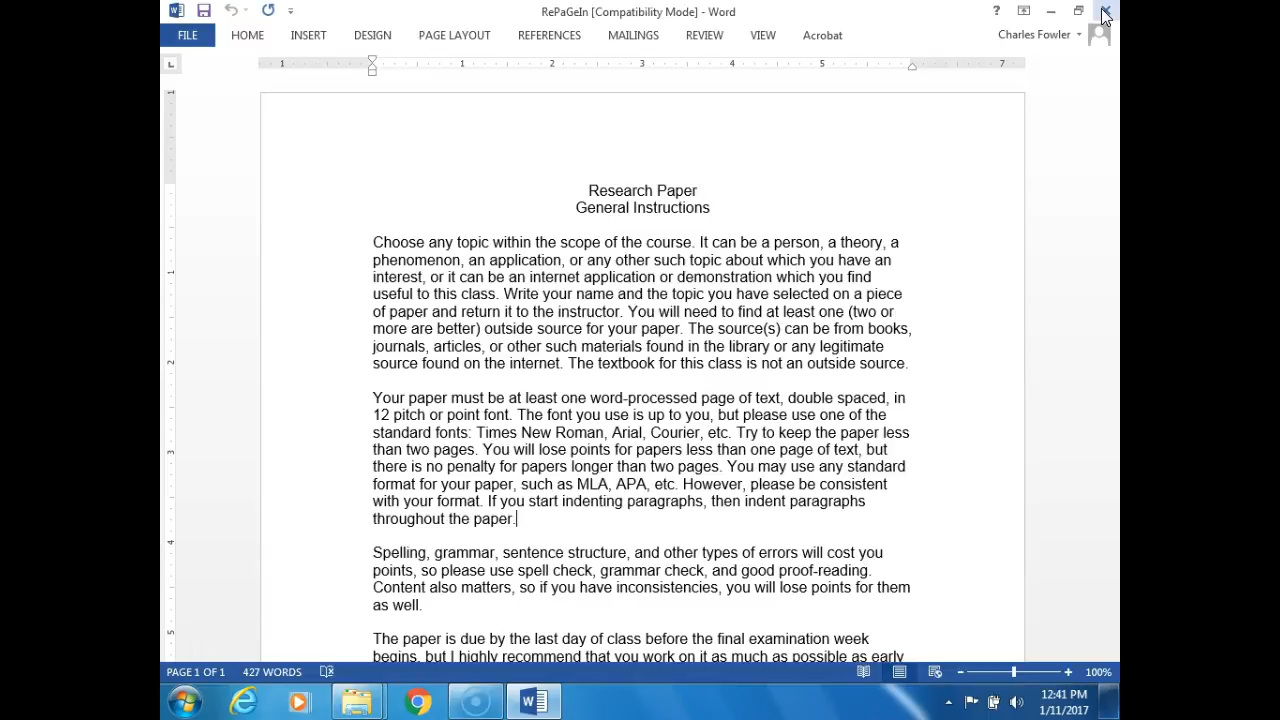 RePaGeIn [Compatibility Mode] - Word
?
FILE HOME INSERT DESIGN PAGE LAYOUT REFERENCES MAILINGS REVIEW VIEW Acrobat Charles Fowler
1 1 2 3 4 5 7
Research Paper
General Instructions
Choose any topic within the scope of the course. It can be a person, a theory, a
phenomenon, an application, or any other such topic about which you have an
interest, or it can be an internet application or demonstration which you find
useful to this class. Write your name and the topic you have selected on a piece
of paper and return it to the instructor. You will need to find at least one (two or
more are better) outside source for your paper. The source(s) can be from books,
journals, articles, or other such materials found in the library or any legitimate
source found on the internet. The textbook for this class is not an outside source.
Your paper must be at least one word-processed page of text, double spaced, in
12 pitch or point font. The font you use is up to you, but please use one of the
standard fonts: Times New Roman, Arial, Courier, etc. Try to keep the paper less
than two pages. You will lose points for papers less than one page of text, but
there is no penalty for papers longer than two pages. You may use any standard
format for your paper, such as MLA, APA, etc. However, please be consistent
with your format. If you start indenting paragraphs, then indent paragraphs
throughout the paper.
Spelling, grammar, sentence structure, and other types of errors will cost you
points, so please use spell check, grammar check, and good proof-reading.
Content also matters, so if you have inconsistencies, you will lose points for them
as well.
The paper is due by the last day of class before the final examination week
begins, but I highly recommend that you work on it as much as possible as early
1
1
2
3
4
5
PAGE 1 OF 1 427 WORDS 100%
12:41 PM
1/11/2017